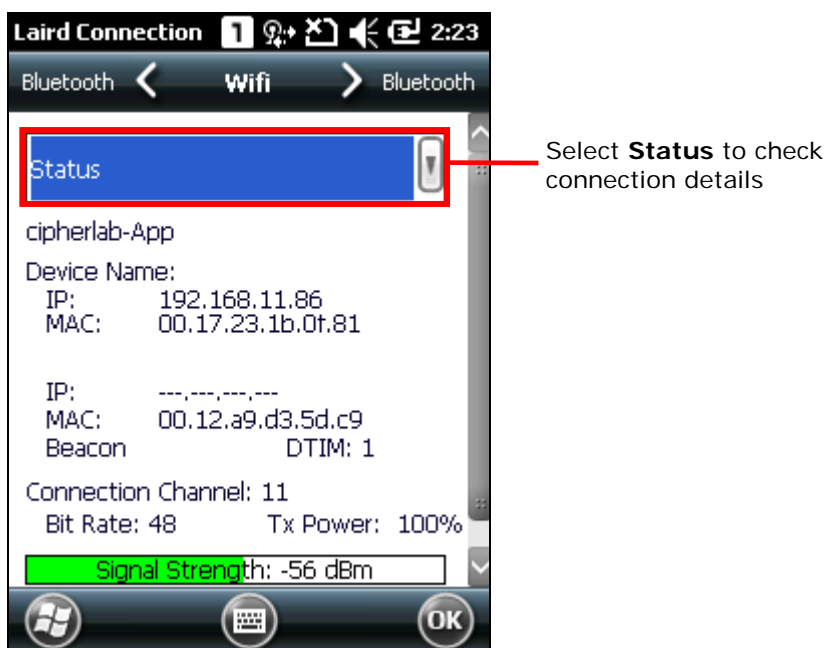 Laird Connection 1 2:23
Bluetooth Wifi Bluetooth
Status
Select Status to check
connection details
cipherlab-App
Device Name:
IP: 192.168.11.86
MAC: 00.17.23.1b.0f.81
IP: ---.---.---.---
MAC: 00.12.a9.d3.5d.c9
Beacon DTIM: 1
Connection Channel: 11
Bit Rate: 48 Tx Power: 100%
Signal Strength: -56 dBm
OK